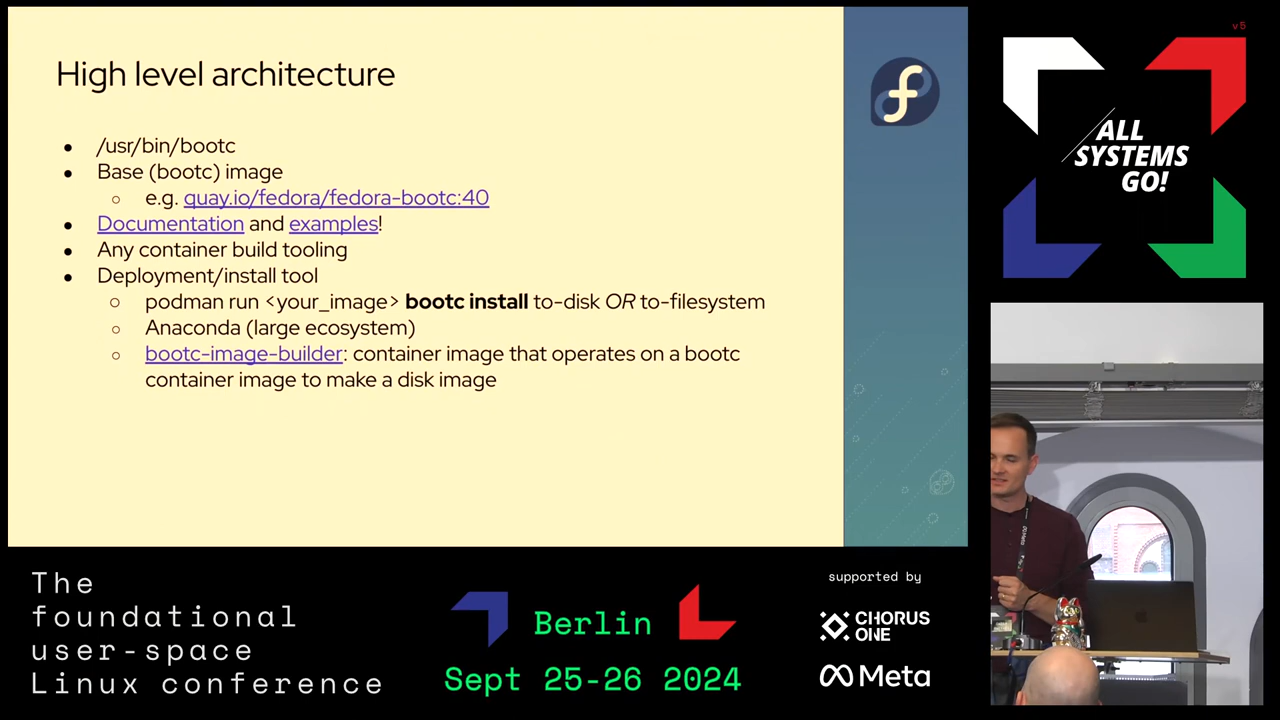 High level architecture
● /usr/bin/bootc
● Base (bootc) image
○ e.g. quay.io/fedora/fedora-bootc:40
● Documentation and examples!
● Any container build tooling
● Deployment/install tool
○ podman run <your_image> bootc install to-disk OR to-filesystem
○ Anaconda (large ecosystem)
○ bootc-image-builder: container image that operates on a bootc
container image to make a disk image
v5
ALL
SYSTEMS
GO!
The
foundational
user-space
Linux conference
Berlin
Sept 25-26 2024
supported by
CHORUS
ONE
Meta